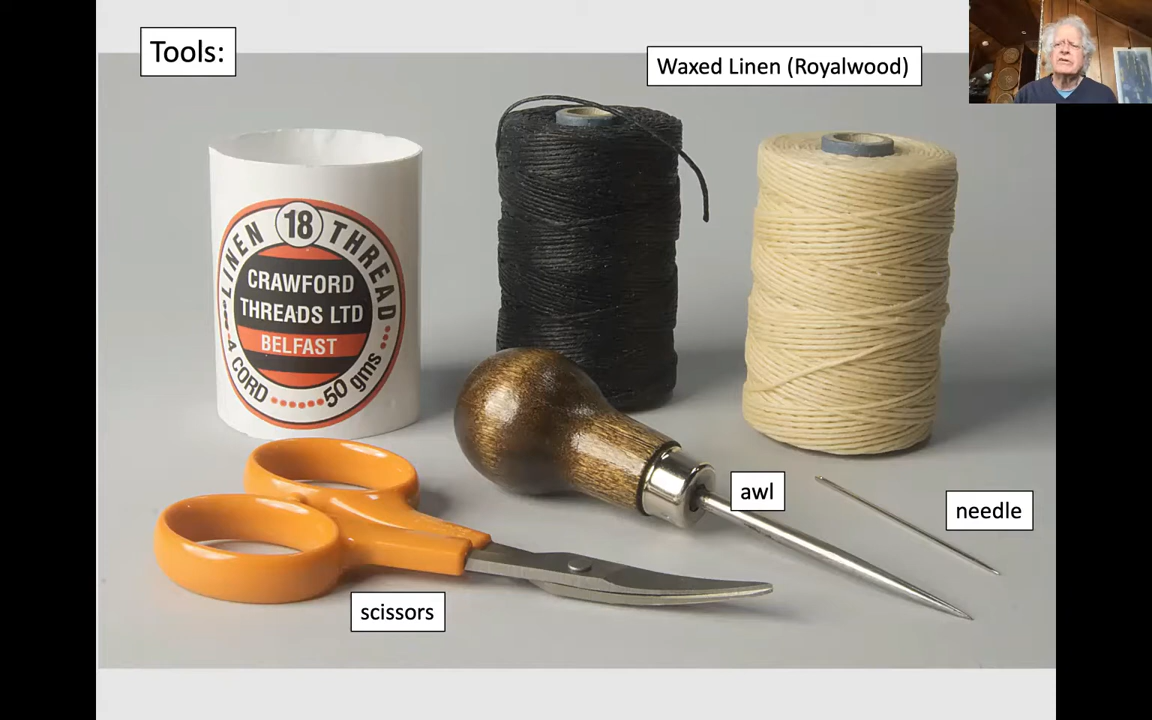 Tools:
Waxed Linen (Royalwood)
LINEN 18 THREAD
CRAWFORD
THREADS LTD
BELFAST
4 CORD 50 gms
awl
needle
scissors